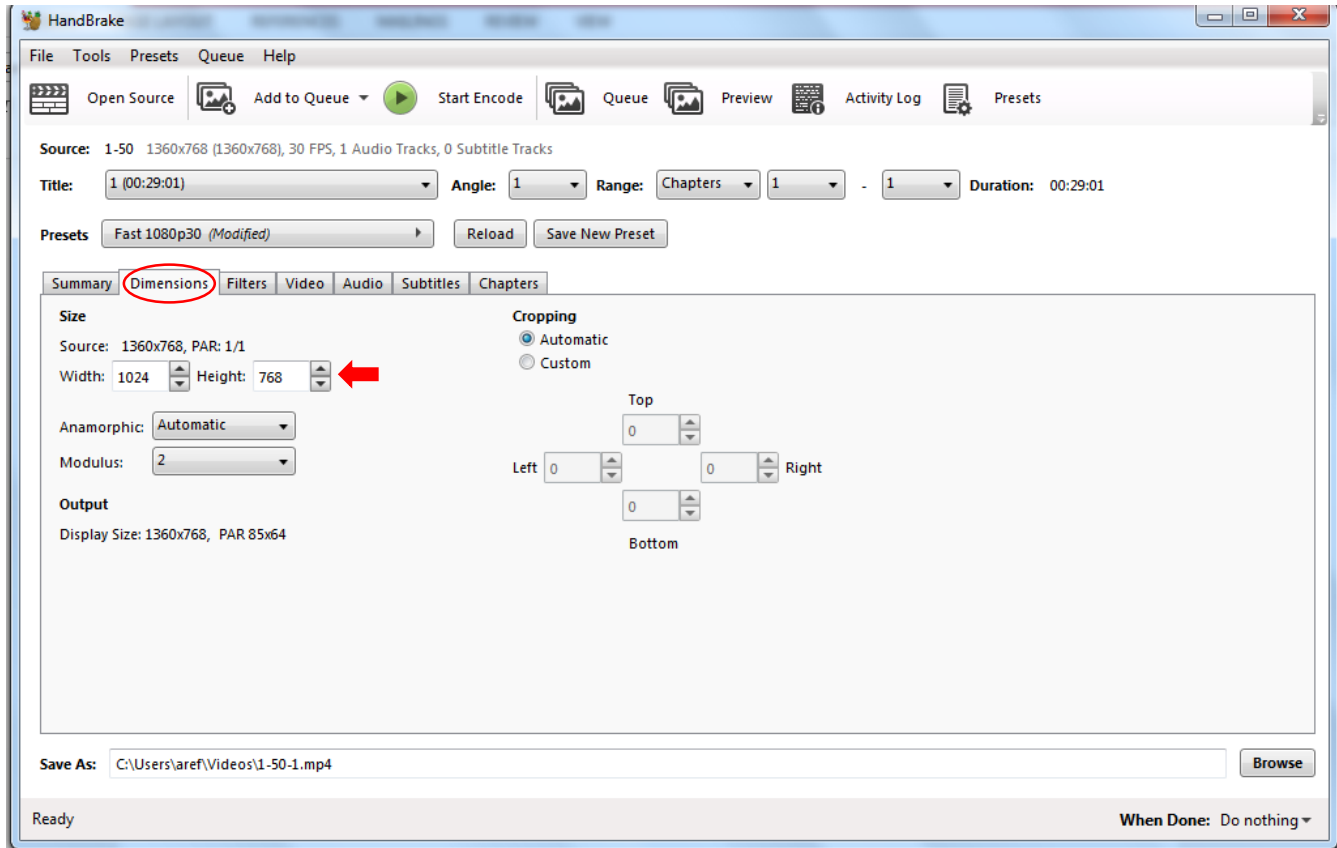 HandBrake
File Tools Presets Queue Help
Open Source Add to Queue Start Encode Queue Preview Activity Log Presets
Source: 1-50 1360x768 (1360x768), 30 FPS, 1 Audio Tracks, 0 Subtitle Tracks
Title: 1 (00:29:01) Angle: 1 Range: Chapters 1 - 1 Duration: 00:29:01
Presets Fast 1080p30 (Modified) Reload Save New Preset
Summary Dimensions Filters Video Audio Subtitles Chapters
Size
Source: 1360x768, PAR: 1/1
Width: 1024 Height: 768
Anamorphic: Automatic
Modulus: 2
Output
Display Size: 1360x768, PAR 85x64
Cropping
Automatic
Custom
Top
0
Left 0 0 Right
0
Bottom
Save As: C:\Users\aref\Videos\1-50-1.mp4 Browse
Ready When Done: Do nothing